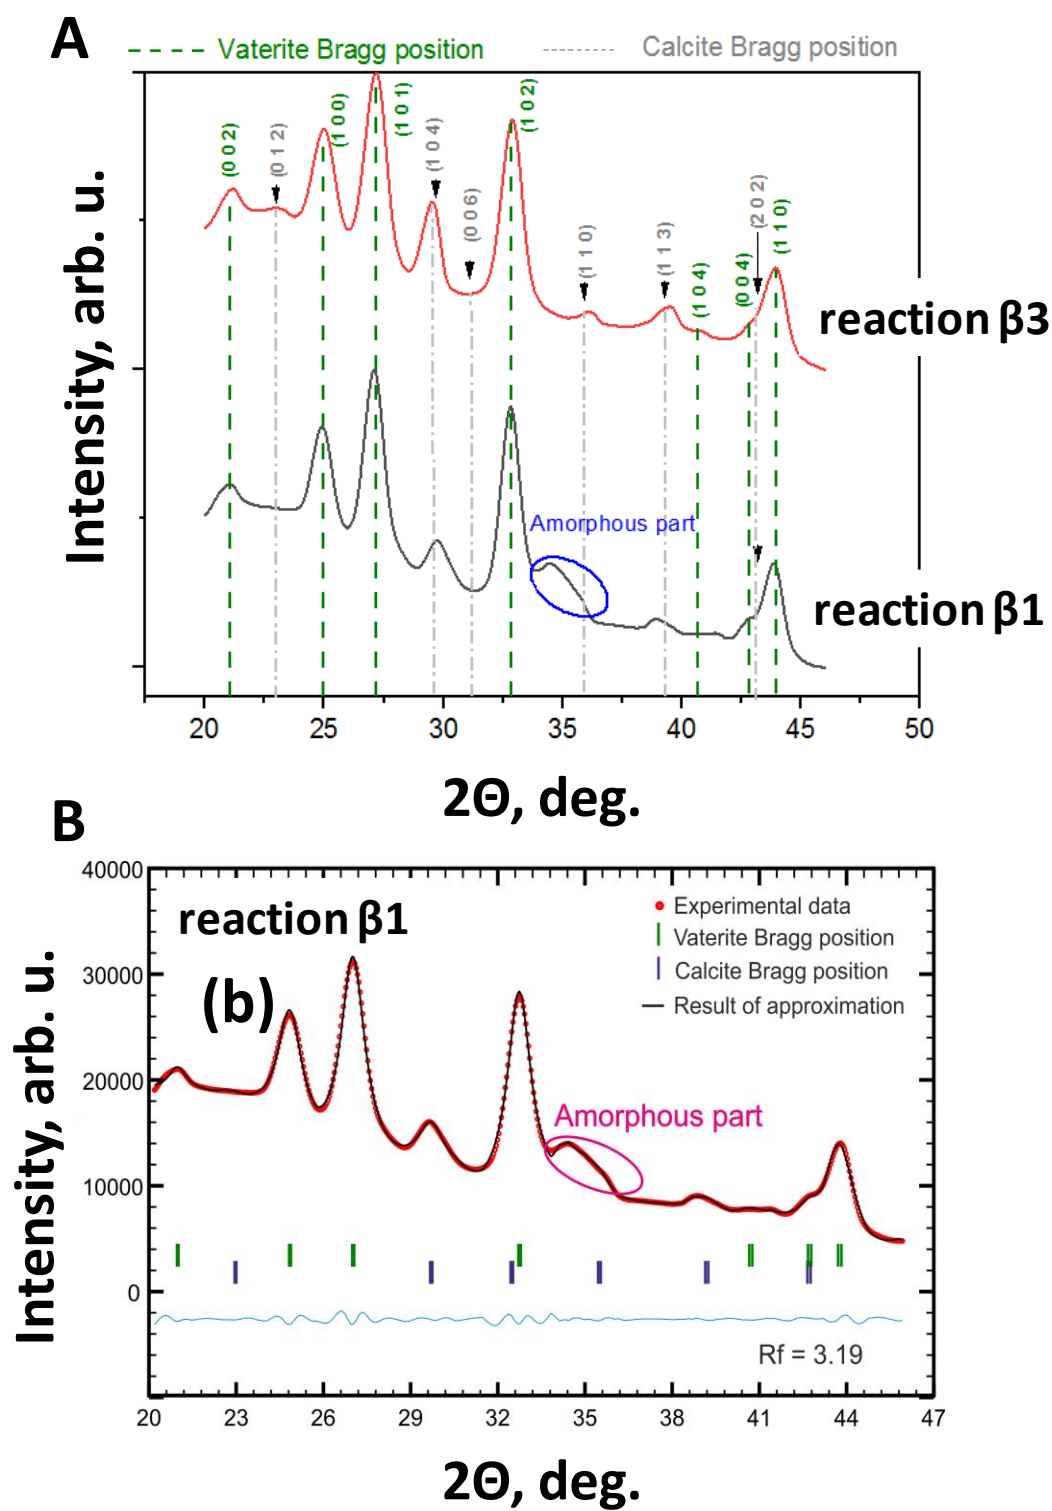 A
Vaterite Bragg position
Calcite Bragg position
(0 0 2)
(0 1 2)
(1 0 0)
(1 0 1)
(1 0 4)
(0 0 6)
(1 0 2)
(1 1 0)
(1 1 3)
(1 0 4)
(0 0 4)
(2 0 2)
(1 1 0)
reaction β3
Amorphous part
reaction β1
Intensity, arb. u.
20 25 30 35 40 45 50
2Θ, deg.
B
40000
30000
20000
10000
0
reaction β1
(b)
Experimental data
Vaterite Bragg position
Calcite Bragg position
Result of approximation
Amorphous part
Intensity, arb. u.
Rf = 3.19
20 23 26 29 32 35 38 41 44 47
2Θ, deg.